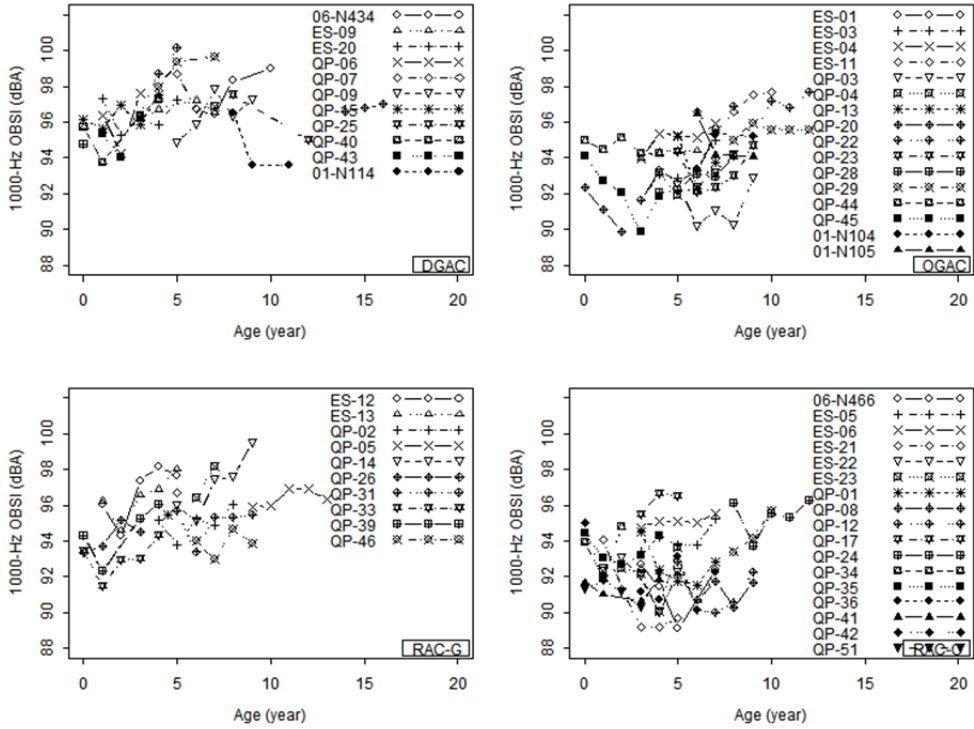 1000-Hz OBSI (dBA)
100
98
96
94
92
90
88
06-N434
ES-09
ES-20
QP-06
QP-07
QP-09
QP-25
QP-40
QP-43
01-N114
DGAC
0
5
10
15
20
Age (year)
1000-Hz OBSI (dBA)
100
98
96
94
92
90
88
ES-01
ES-03
ES-04
ES-11
QP-03
QP-04
QP-13
QP-20
QP-22
QP-23
QP-28
QP-29
QP-44
QP-45
01-N104
01-N105
OGAC
0
5
10
15
20
Age (year)
1000-Hz OBSI (dBA)
100
98
96
94
92
90
88
ES-12
ES-13
QP-02
QP-05
QP-14
QP-26
QP-31
QP-33
QP-39
QP-46
RAC-G
0
5
10
15
20
Age (year)
1000-Hz OBSI (dBA)
100
98
96
94
92
90
88
06-N466
ES-05
ES-06
ES-21
ES-22
ES-23
QP-01
QP-08
QP-12
QP-17
QP-24
QP-34
QP-35
QP-36
QP-41
QP-42
QP-51
RAC-O
0
5
10
15
20
Age (year)